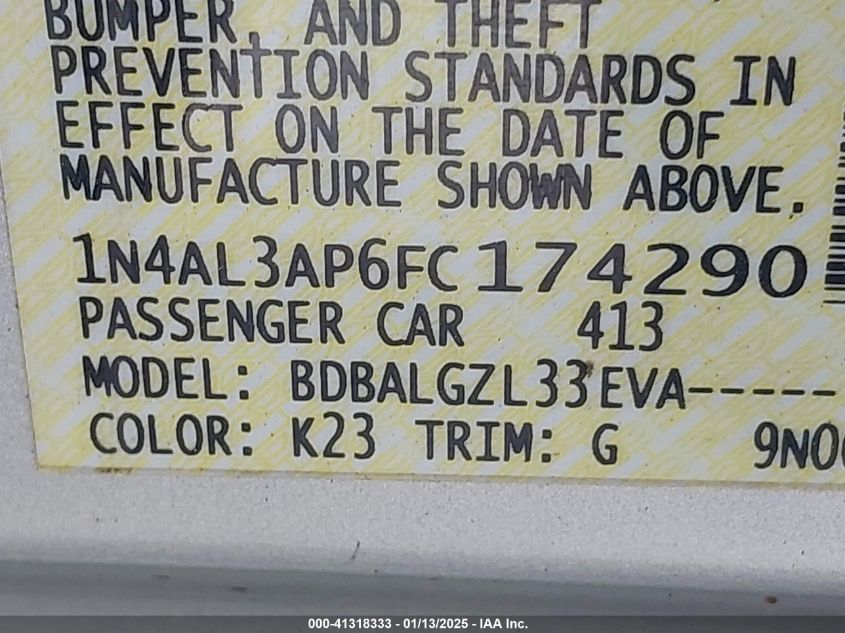 BUMPER, AND THEFT
PREVENTION STANDARDS IN
EFFECT ON THE DATE OF
MANUFACTURE SHOWN ABOVE.
1N4AL3AP6FC174290
PASSENGER CAR 413
MODEL: BDBALGZL33EVA-----
COLOR: K23 TRIM: G 9N0
000-41318333 - 01/13/2025 - IAA Inc.